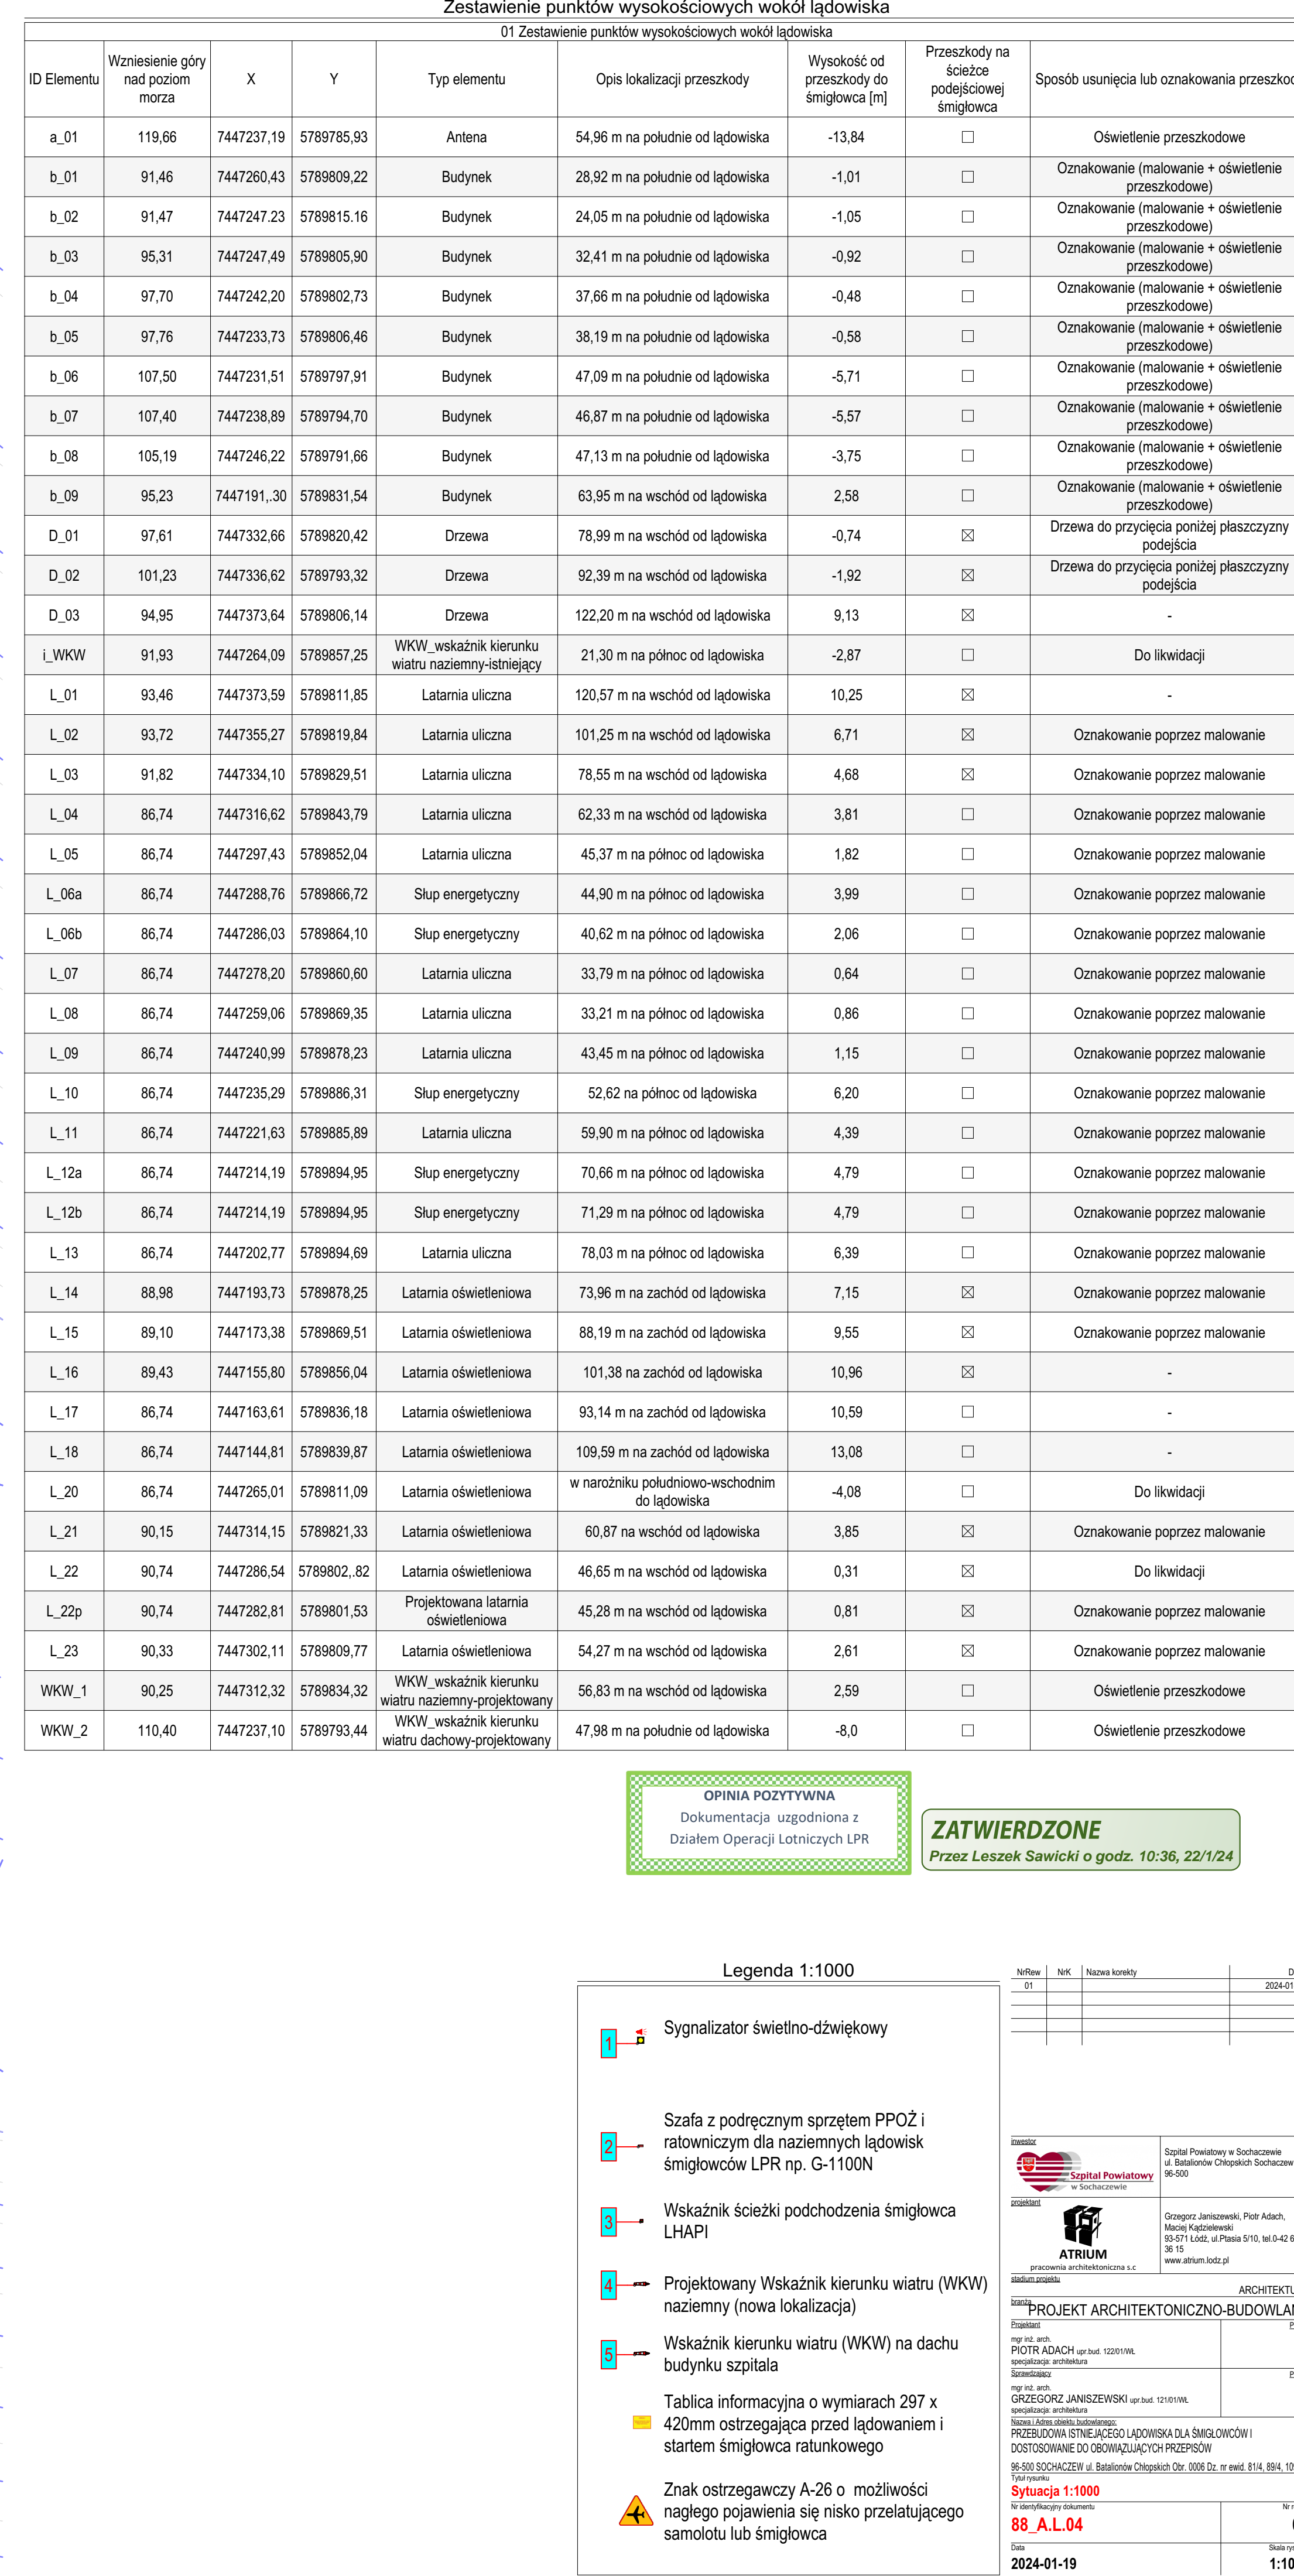 Zestawienie punktów wysokościowych wokół lądowiska
01 Zestawienie punktów wysokościowych wokół lądowiska
ID Elementu | Wzniesienie góry nad poziom morza | X | Y | Typ elementu | Opis lokalizacji przeszkody | Wysokość od przeszkody do śmigłowca [m] | Przeszkody na ścieżce podejściowej śmigłowca | Sposób usunięcia lub oznakowania
a_01 | 119,66 | 7447237,19 | 5789785,93 | Antena | 54,96 m na południe od lądowiska | -13,84 | ☐ | Oświetlenie przeszkodowe
b_01 | 91,46 | 7447260,43 | 5789809,22 | Budynek | 28,92 m na południe od lądowiska | -1,01 | ☐ | Oznakowanie (malowanie + oświetlenie przeszkodowe)
b_02 | 91,47 | 7447247.23 | 5789815.16 | Budynek | 24,05 m na południe od lądowiska | -1,05 | ☐ | Oznakowanie (malowanie + oświetlenie przeszkodowe)
b_03 | 95,31 | 7447247,49 | 5789805,90 | Budynek | 32,41 m na południe od lądowiska | -0,92 | ☐ | Oznakowanie (malowanie + oświetlenie przeszkodowe)
b_04 | 97,70 | 7447242,20 | 5789802,73 | Budynek | 37,66 m na południe od lądowiska | -0,48 | ☐ | Oznakowanie (malowanie + oświetlenie przeszkodowe)
b_05 | 97,76 | 7447233,73 | 5789806,46 | Budynek | 38,19 m na południe od lądowiska | -0,58 | ☐ | Oznakowanie (malowanie + oświetlenie przeszkodowe)
b_06 | 107,50 | 7447231,51 | 5789797,91 | Budynek | 47,09 m na południe od lądowiska | -5,71 | ☐ | Oznakowanie (malowanie + oświetlenie przeszkodowe)
b_07 | 107,40 | 7447238,89 | 5789794,70 | Budynek | 46,87 m na południe od lądowiska | -5,57 | ☐ | Oznakowanie (malowanie + oświetlenie przeszkodowe)
b_08 | 105,19 | 7447246,22 | 5789791,66 | Budynek | 47,13 m na południe od lądowiska | -3,75 | ☐ | Oznakowanie (malowanie + oświetlenie przeszkodowe)
b_09 | 95,23 | 7447191,.30 | 5789831,54 | Budynek | 63,95 m na wschód od lądowiska | 2,58 | ☐ | Oznakowanie (malowanie + oświetlenie przeszkodowe)
D_01 | 97,61 | 7447332,66 | 5789820,42 | Drzewa | 78,99 m na wschód od lądowiska | -0,74 | ☒ | Drzewa do przycięcia poniżej płaszczyzny podejścia
D_02 | 101,23 | 7447336,62 | 5789793,32 | Drzewa | 92,39 m na wschód od lądowiska | -1,92 | ☒ | Drzewa do przycięcia poniżej płaszczyzny podejścia
D_03 | 94,95 | 7447373,64 | 5789806,14 | Drzewa | 122,20 m na wschód od lądowiska | 9,13 | ☒ | -
i_WKW | 91,93 | 7447264,09 | 5789857,25 | WKW_wskaźnik kierunku wiatru naziemny-istniejący | 21,30 m na północ od lądowiska | -2,87 | ☐ | Do likwidacji
L_01 | 93,46 | 7447373,59 | 5789811,85 | Latarnia uliczna | 120,57 m na wschód od lądowiska | 10,25 | ☒ | -
L_02 | 93,72 | 7447355,27 | 5789819,84 | Latarnia uliczna | 101,25 m na wschód od lądowiska | 6,71 | ☒ | Oznakowanie poprzez malowanie
L_03 | 91,82 | 7447334,10 | 5789829,51 | Latarnia uliczna | 78,55 m na wschód od lądowiska | 4,68 | ☒ | Oznakowanie poprzez malowanie
L_04 | 86,74 | 7447316,62 | 5789843,79 | Latarnia uliczna | 62,33 m na wschód od lądowiska | 3,81 | ☐ | Oznakowanie poprzez malowanie
L_05 | 86,74 | 7447297,43 | 5789852,04 | Latarnia uliczna | 45,37 m na północ od lądowiska | 1,82 | ☐ | Oznakowanie poprzez malowanie
L_06a | 86,74 | 7447288,76 | 5789866,72 | Słup energetyczny | 44,90 m na północ od lądowiska | 3,99 | ☐ | Oznakowanie poprzez malowanie
L_06b | 86,74 | 7447286,03 | 5789864,10 | Słup energetyczny | 40,62 m na północ od lądowiska | 2,06 | ☐ | Oznakowanie poprzez malowanie
L_07 | 86,74 | 7447278,20 | 5789860,60 | Latarnia uliczna | 33,79 m na północ od lądowiska | 0,64 | ☐ | Oznakowanie poprzez malowanie
L_08 | 86,74 | 7447259,06 | 5789869,35 | Latarnia uliczna | 33,21 m na północ od lądowiska | 0,86 | ☐ | Oznakowanie poprzez malowanie
L_09 | 86,74 | 7447240,99 | 5789878,23 | Latarnia uliczna | 43,45 m na północ od lądowiska | 1,15 | ☐ | Oznakowanie poprzez malowanie
L_10 | 86,74 | 7447235,29 | 5789886,31 | Słup energetyczny | 52,62 na północ od lądowiska | 6,20 | ☐ | Oznakowanie poprzez malowanie
L_11 | 86,74 | 7447221,63 | 5789885,89 | Latarnia uliczna | 59,90 m na północ od lądowiska | 4,39 | ☐ | Oznakowanie poprzez malowanie
L_12a | 86,74 | 7447214,19 | 5789894,95 | Słup energetyczny | 70,66 m na północ od lądowiska | 4,79 | ☐ | Oznakowanie poprzez malowanie
L_12b | 86,74 | 7447214,19 | 5789894,95 | Słup energetyczny | 71,29 m na północ od lądowiska | 4,79 | ☐ | Oznakowanie poprzez malowanie
L_13 | 86,74 | 7447202,77 | 5789894,69 | Latarnia uliczna | 78,03 m na północ od lądowiska | 6,39 | ☐ | Oznakowanie poprzez malowanie
L_14 | 88,98 | 7447193,73 | 5789878,25 | Latarnia oświetleniowa | 73,96 m na zachód od lądowiska | 7,15 | ☒ | Oznakowanie poprzez malowanie
L_15 | 89,10 | 7447173,38 | 5789869,51 | Latarnia oświetleniowa | 88,19 m na zachód od lądowiska | 9,55 | ☒ | Oznakowanie poprzez malowanie
L_16 | 89,43 | 7447155,80 | 5789856,04 | Latarnia oświetleniowa | 101,38 na zachód od lądowiska | 10,96 | ☒ | -
L_17 | 86,74 | 7447163,61 | 5789836,18 | Latarnia oświetleniowa | 93,14 m na zachód od lądowiska | 10,59 | ☐ | -
L_18 | 86,74 | 7447144,81 | 5789839,87 | Latarnia oświetleniowa | 109,59 m na zachód od lądowiska | 13,08 | ☐ | -
L_20 | 86,74 | 7447265,01 | 5789811,09 | Latarnia oświetleniowa | w narożniku południowo-wschodnim do lądowiska | -4,08 | ☐ | Do likwidacji
L_21 | 90,15 | 7447314,15 | 5789821,33 | Latarnia oświetleniowa | 60,87 na wschód od lądowiska | 3,85 | ☒ | Oznakowanie poprzez malowanie
L_22 | 90,74 | 7447286,54 | 5789802,.82 | Latarnia oświetleniowa | 46,65 m na wschód od lądowiska | 0,31 | ☒ | Do likwidacji
L_22p | 90,74 | 7447282,81 | 5789801,53 | Projektowana latarnia oświetleniowa | 45,28 m na wschód od lądowiska | 0,81 | ☒ | Oznakowanie poprzez malowanie
L_23 | 90,33 | 7447302,11 | 5789809,77 | Latarnia oświetleniowa | 54,27 m na wschód od lądowiska | 2,61 | ☒ | Oznakowanie poprzez malowanie
WKW_1 | 90,25 | 7447312,32 | 5789834,32 | WKW_wskaźnik kierunku wiatru naziemny-projektowany | 56,83 m na wschód od lądowiska | 2,59 | ☐ | Oświetlenie przeszkodowe
WKW_2 | 110,40 | 7447237,10 | 5789793,44 | WKW_wskaźnik kierunku wiatru dachowy-projektowany | 47,98 m na południe od lądowiska | -8,0 | ☐ | Oświetlenie przeszkodowe
OPINIA POZYTYWNA
Dokumentacja uzgodniona z
Działem Operacji Lotniczych LPR
ZATWIERDZONE
Przez Leszek Sawicki o godz. 10:36, 22/1/24
Legenda 1:1000
1 Sygnalizator świetlno-dźwiękowy
2 Szafa z podręcznym sprzętem PPOŻ i
ratowniczym dla naziemnych lądowisk
śmigłowców LPR np. G-1100N
3 Wskaźnik ścieżki podchodzenia śmigłowca
LHAPI
4 Projektowany Wskaźnik kierunku wiatru (WKW)
naziemny (nowa lokalizacja)
5 Wskaźnik kierunku wiatru (WKW) na dachu
budynku szpitala
Tablica informacyjna o wymiarach 297 x
420mm ostrzegająca przed lądowaniem i
startem śmigłowca ratunkowego
Znak ostrzegawczy A-26 o możliwości
nagłego pojawienia się nisko przelatującego
samolotu lub śmigłowca
NrRew | NrK | Nazwa korekty | D
01 | 2024-01
inwestor
Szpital Powiatowy
w Sochaczewie
Szpital Powiatowy w Sochaczewie
ul. Batalionów Chłopskich Sochaczew
96-500
projektant
ATRIUM
pracownia architektoniczna s.c
Grzegorz Janiszewski, Piotr Adach,
Maciej Kądzielewski
93-571 Łódź, ul.Ptasia 5/10, tel.0-42 6
36 15
www.atrium.lodz.pl
stadium projektu
ARCHITEKTU
branża
PROJEKT ARCHITEKTONICZNO-BUDOWLAN
Projektant
mgr inż. arch.
PIOTR ADACH upr.bud. 122/01/WŁ
specjalizacja: architektura
Sprawdzający
mgr inż. arch.
GRZEGORZ JANISZEWSKI upr.bud. 121/01/WŁ
specjalizacja: architektura
Nazwa i Adres obiektu budowlanego:
PRZEBUDOWA ISTNIEJĄCEGO LĄDOWISKA DLA ŚMIGŁOWCÓW I
DOSTOSOWANIE DO OBOWIĄZUJĄCYCH PRZEPISÓW
96-500 SOCHACZEW ul. Batalionów Chłopskich Obr. 0006 Dz. nr ewid. 81/4, 89/4,
Tytuł rysunku
Sytuacja 1:1000
Nr identyfikacyjny dokumentu
88_A.L.04
Data | Skala
2024-01-19 | 1:10